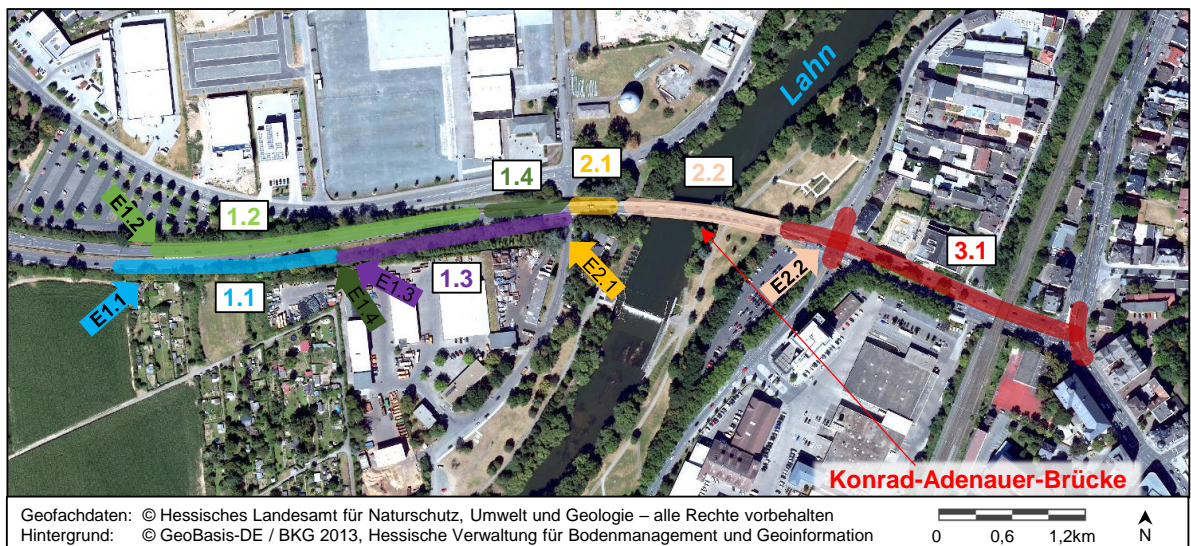 Lahn
2.1
1.4
2.2
1.2
E1.2
3.1
1.3
E2.2
E1.3
E2.1
1.1
E1.1
E1.4
Konrad-Adenauer-Brücke
Geofachdaten: © Hessisches Landesamt für Naturschutz, Umwelt und Geologie – alle Rechte vorbehalten
Hintergrund: © GeoBasis-DE / BKG 2013, Hessische Verwaltung für Bodenmanagement und Geoinformation
0 0,6 1,2km
N